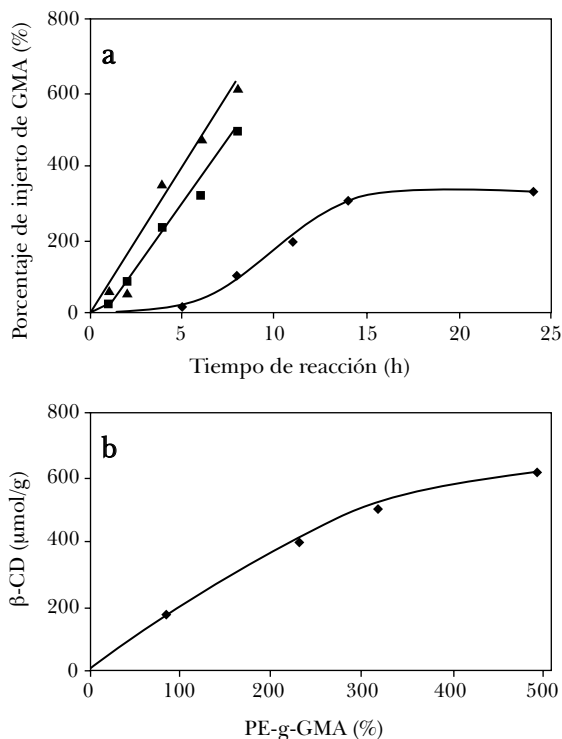 800
a
600
400
200
0
0 5 10 15 20 25
Porcentaje de injerto de GMA (%)
Tiempo de reacción (h)
800
b
600
400
200
0
0 100 200 300 400 500
β-CD (μmol/g)
PE-g-GMA (%)